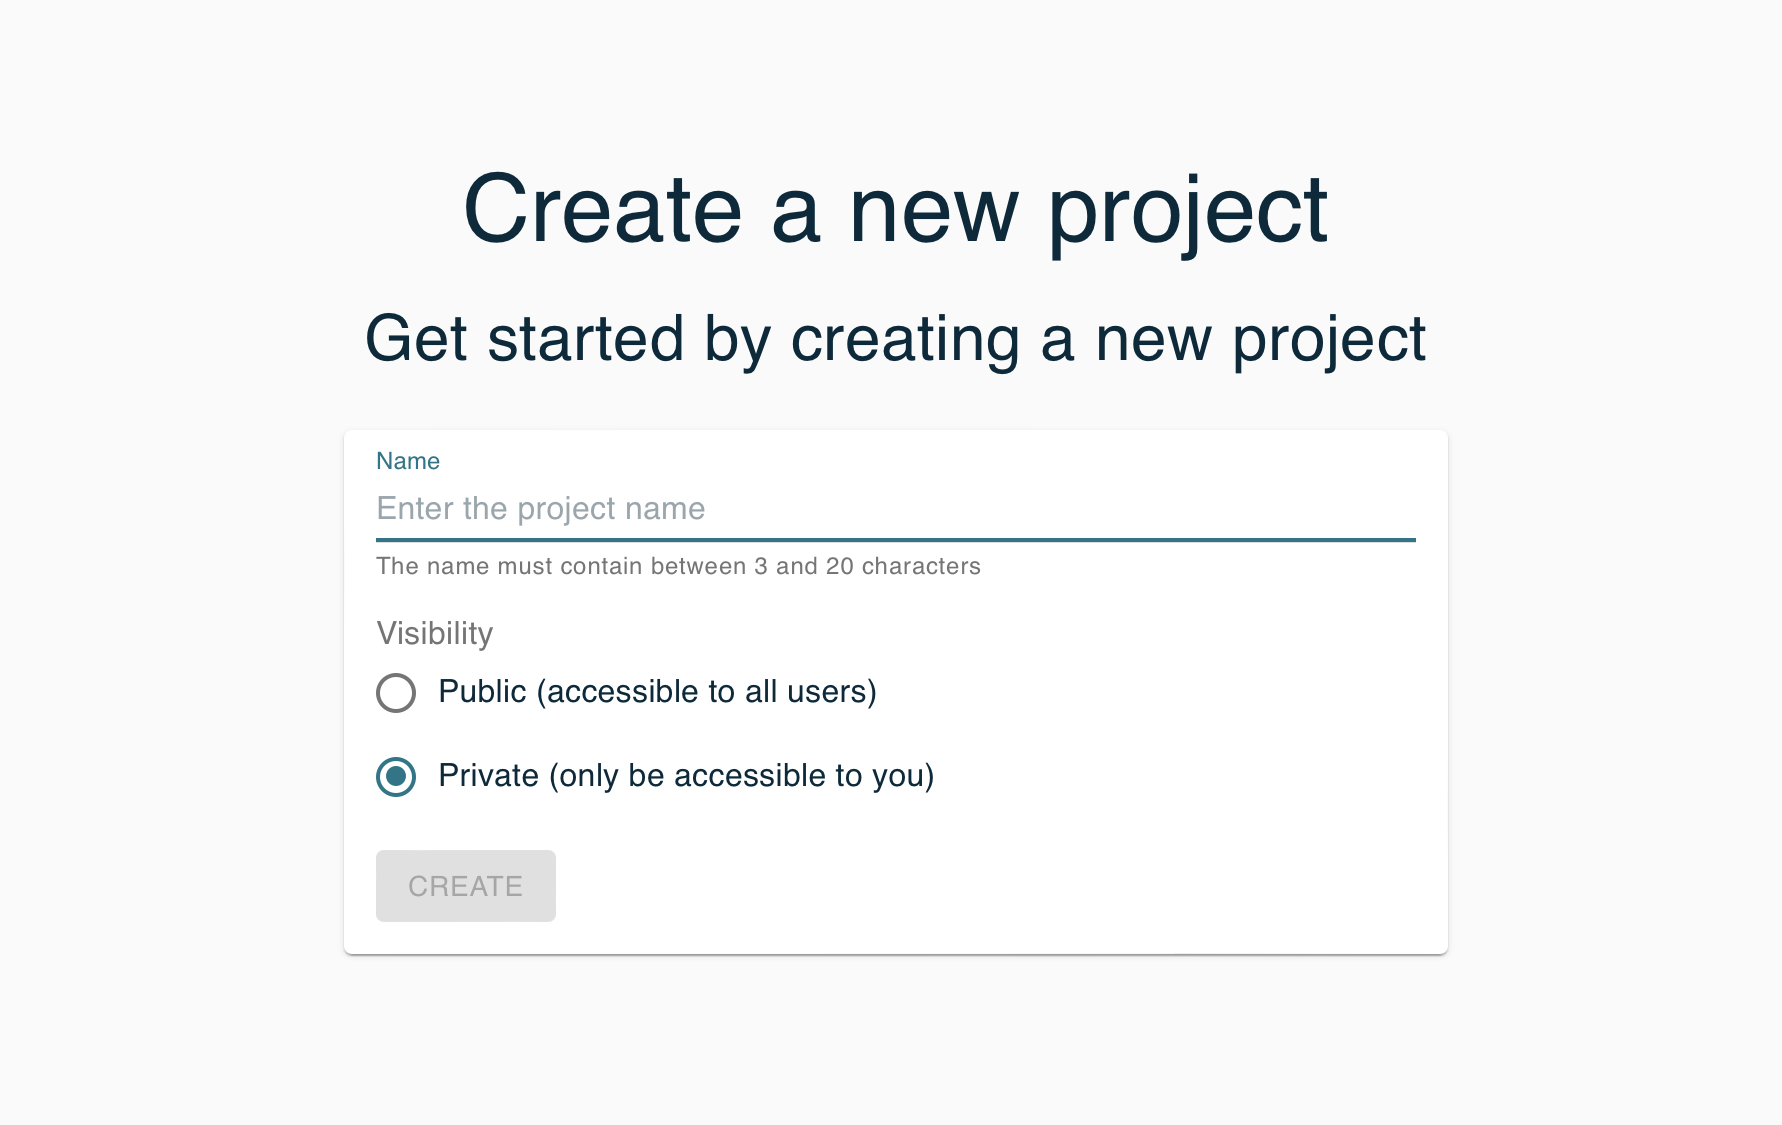 Create a new project
Get started by creating a new project
Name
Enter the project name
The name must contain between 3 and 20 characters
Visibility
Public (accessible to all users)
Private (only be accessible to you)
CREATE